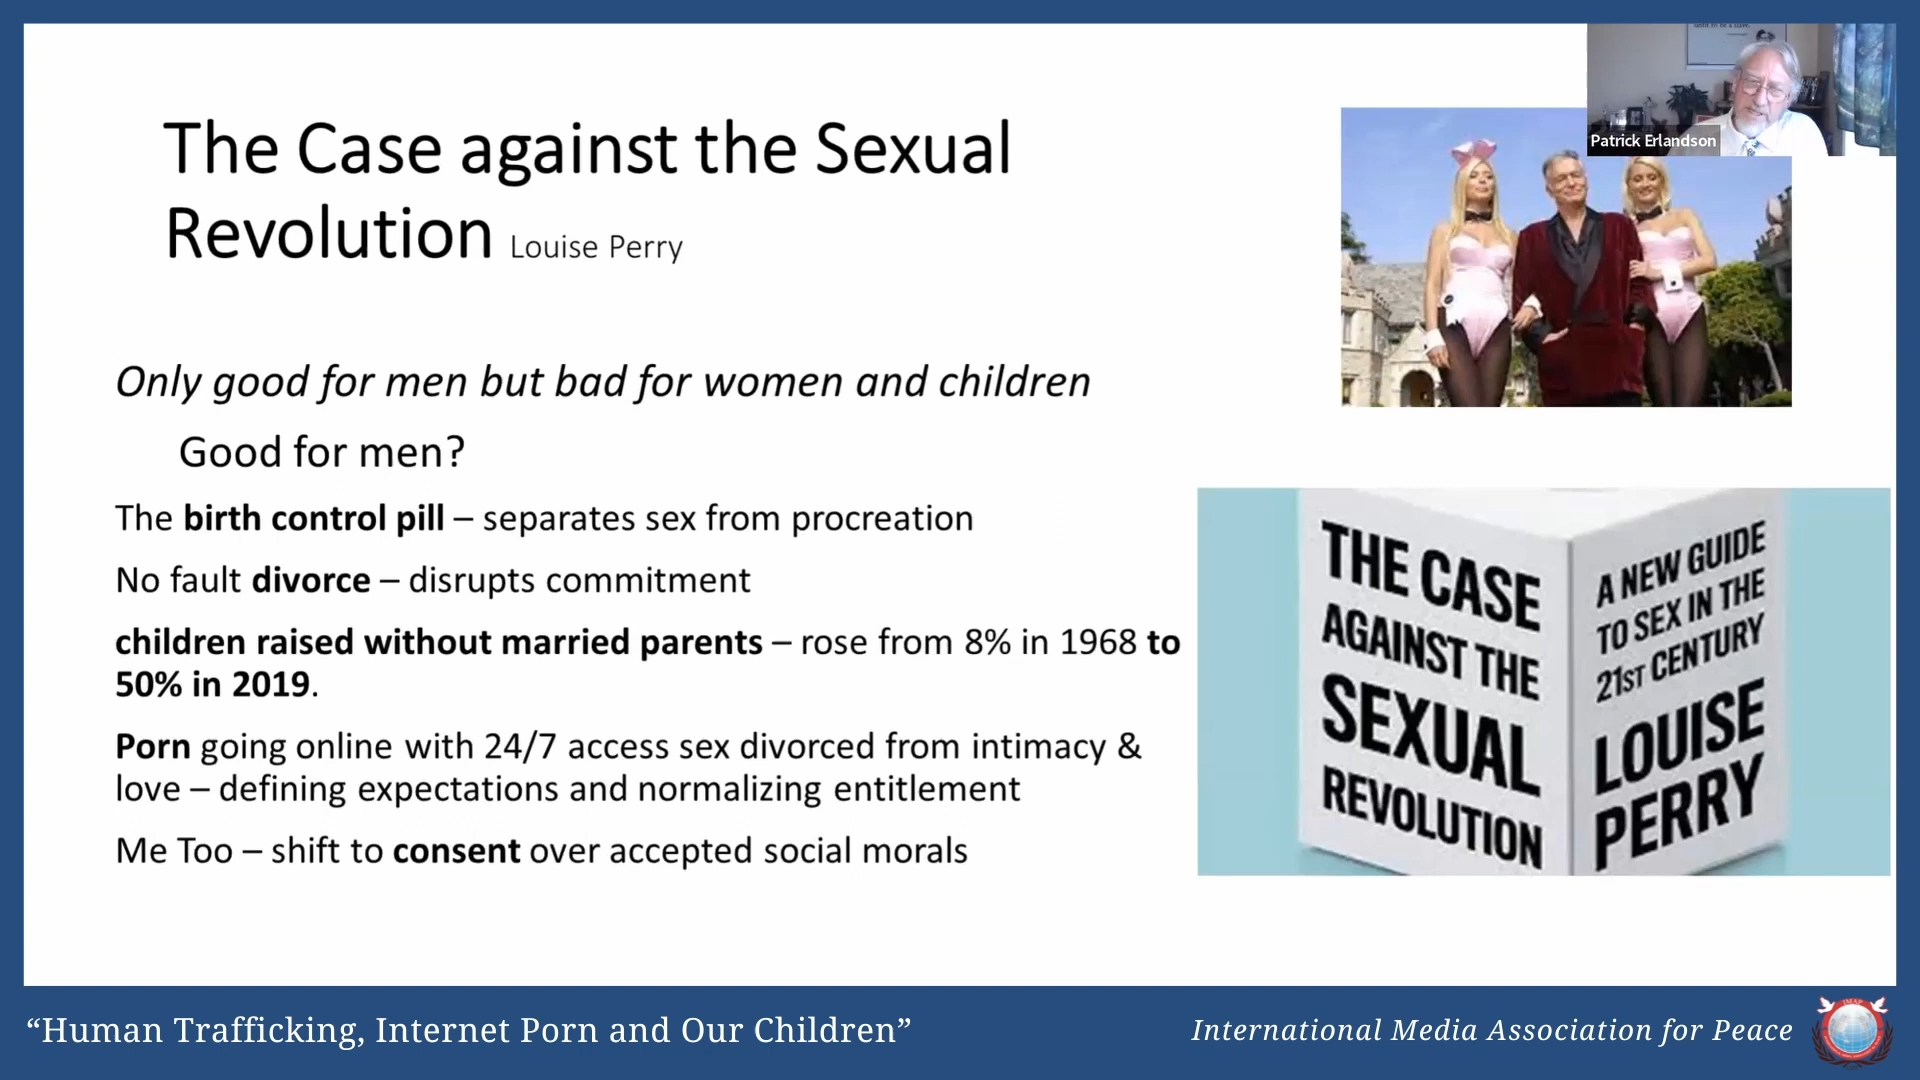 The Case against the Sexual
Revolution Louise Perry
Only good for men but bad for women and children
Good for men?
The birth control pill – separates sex from procreation
No fault divorce – disrupts commitment
children raised without married parents – rose from 8% in 1968 to
50% in 2019.
Porn going online with 24/7 access sex divorced from intimacy &
love – defining expectations and normalizing entitlement
Me Too – shift to consent over accepted social morals
Patrick Erlandson
THE CASE
AGAINST THE
SEXUAL
REVOLUTION
A NEW GUIDE
TO SEX IN THE
21ST CENTURY
LOUISE
PERRY
“Human Trafficking, Internet Porn and Our Children”
International Media Association for Peace